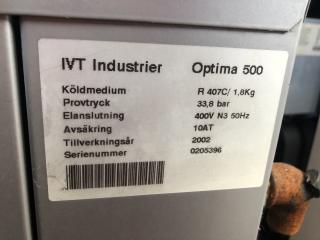 IVT Industrier Optima 500
Köldmedium R 407C/ 1,8Kg
Provtryck 33,8 bar
Elanslutning 400V N3 50Hz
Avsäkring 10AT
Tillverkningsår 2002
Serienummer 0205396